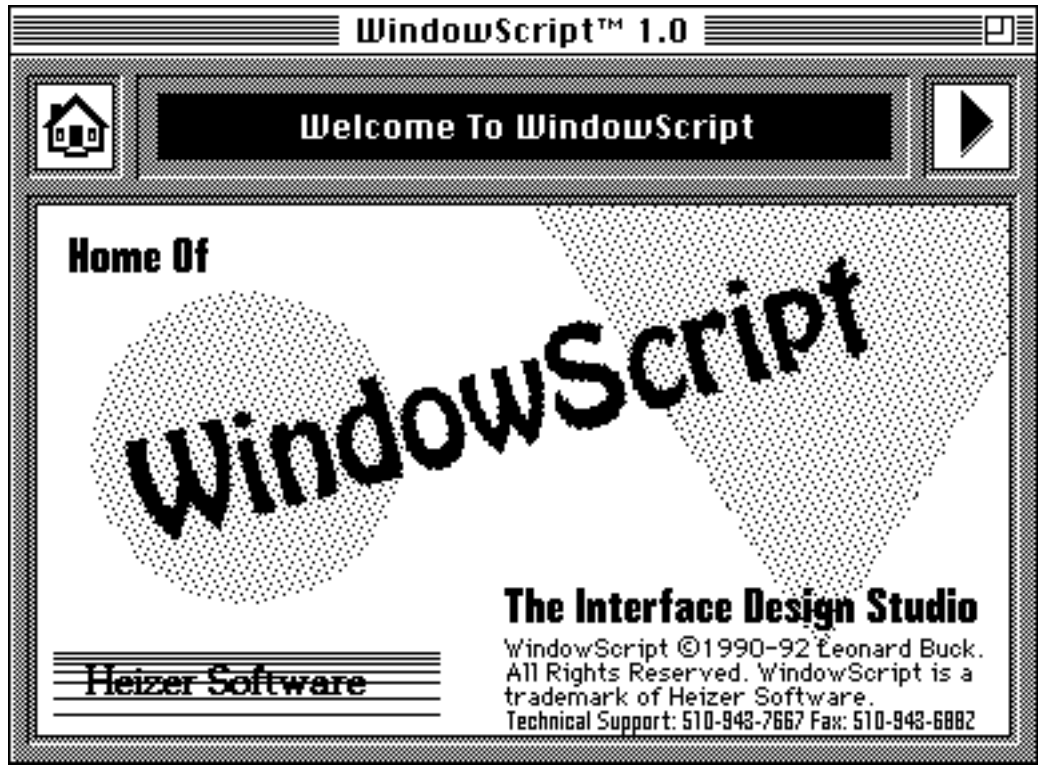 WindowScript™ 1.0
Welcome To WindowScript
Home Of
WindowScript
The Interface Design Studio
WindowScript ©1990-92 Leonard Buck.
All Rights Reserved. WindowScript is a
trademark of Heizer Software.
Technical Support: 510-943-7667 Fax: 510-943-6882
Heizer Software